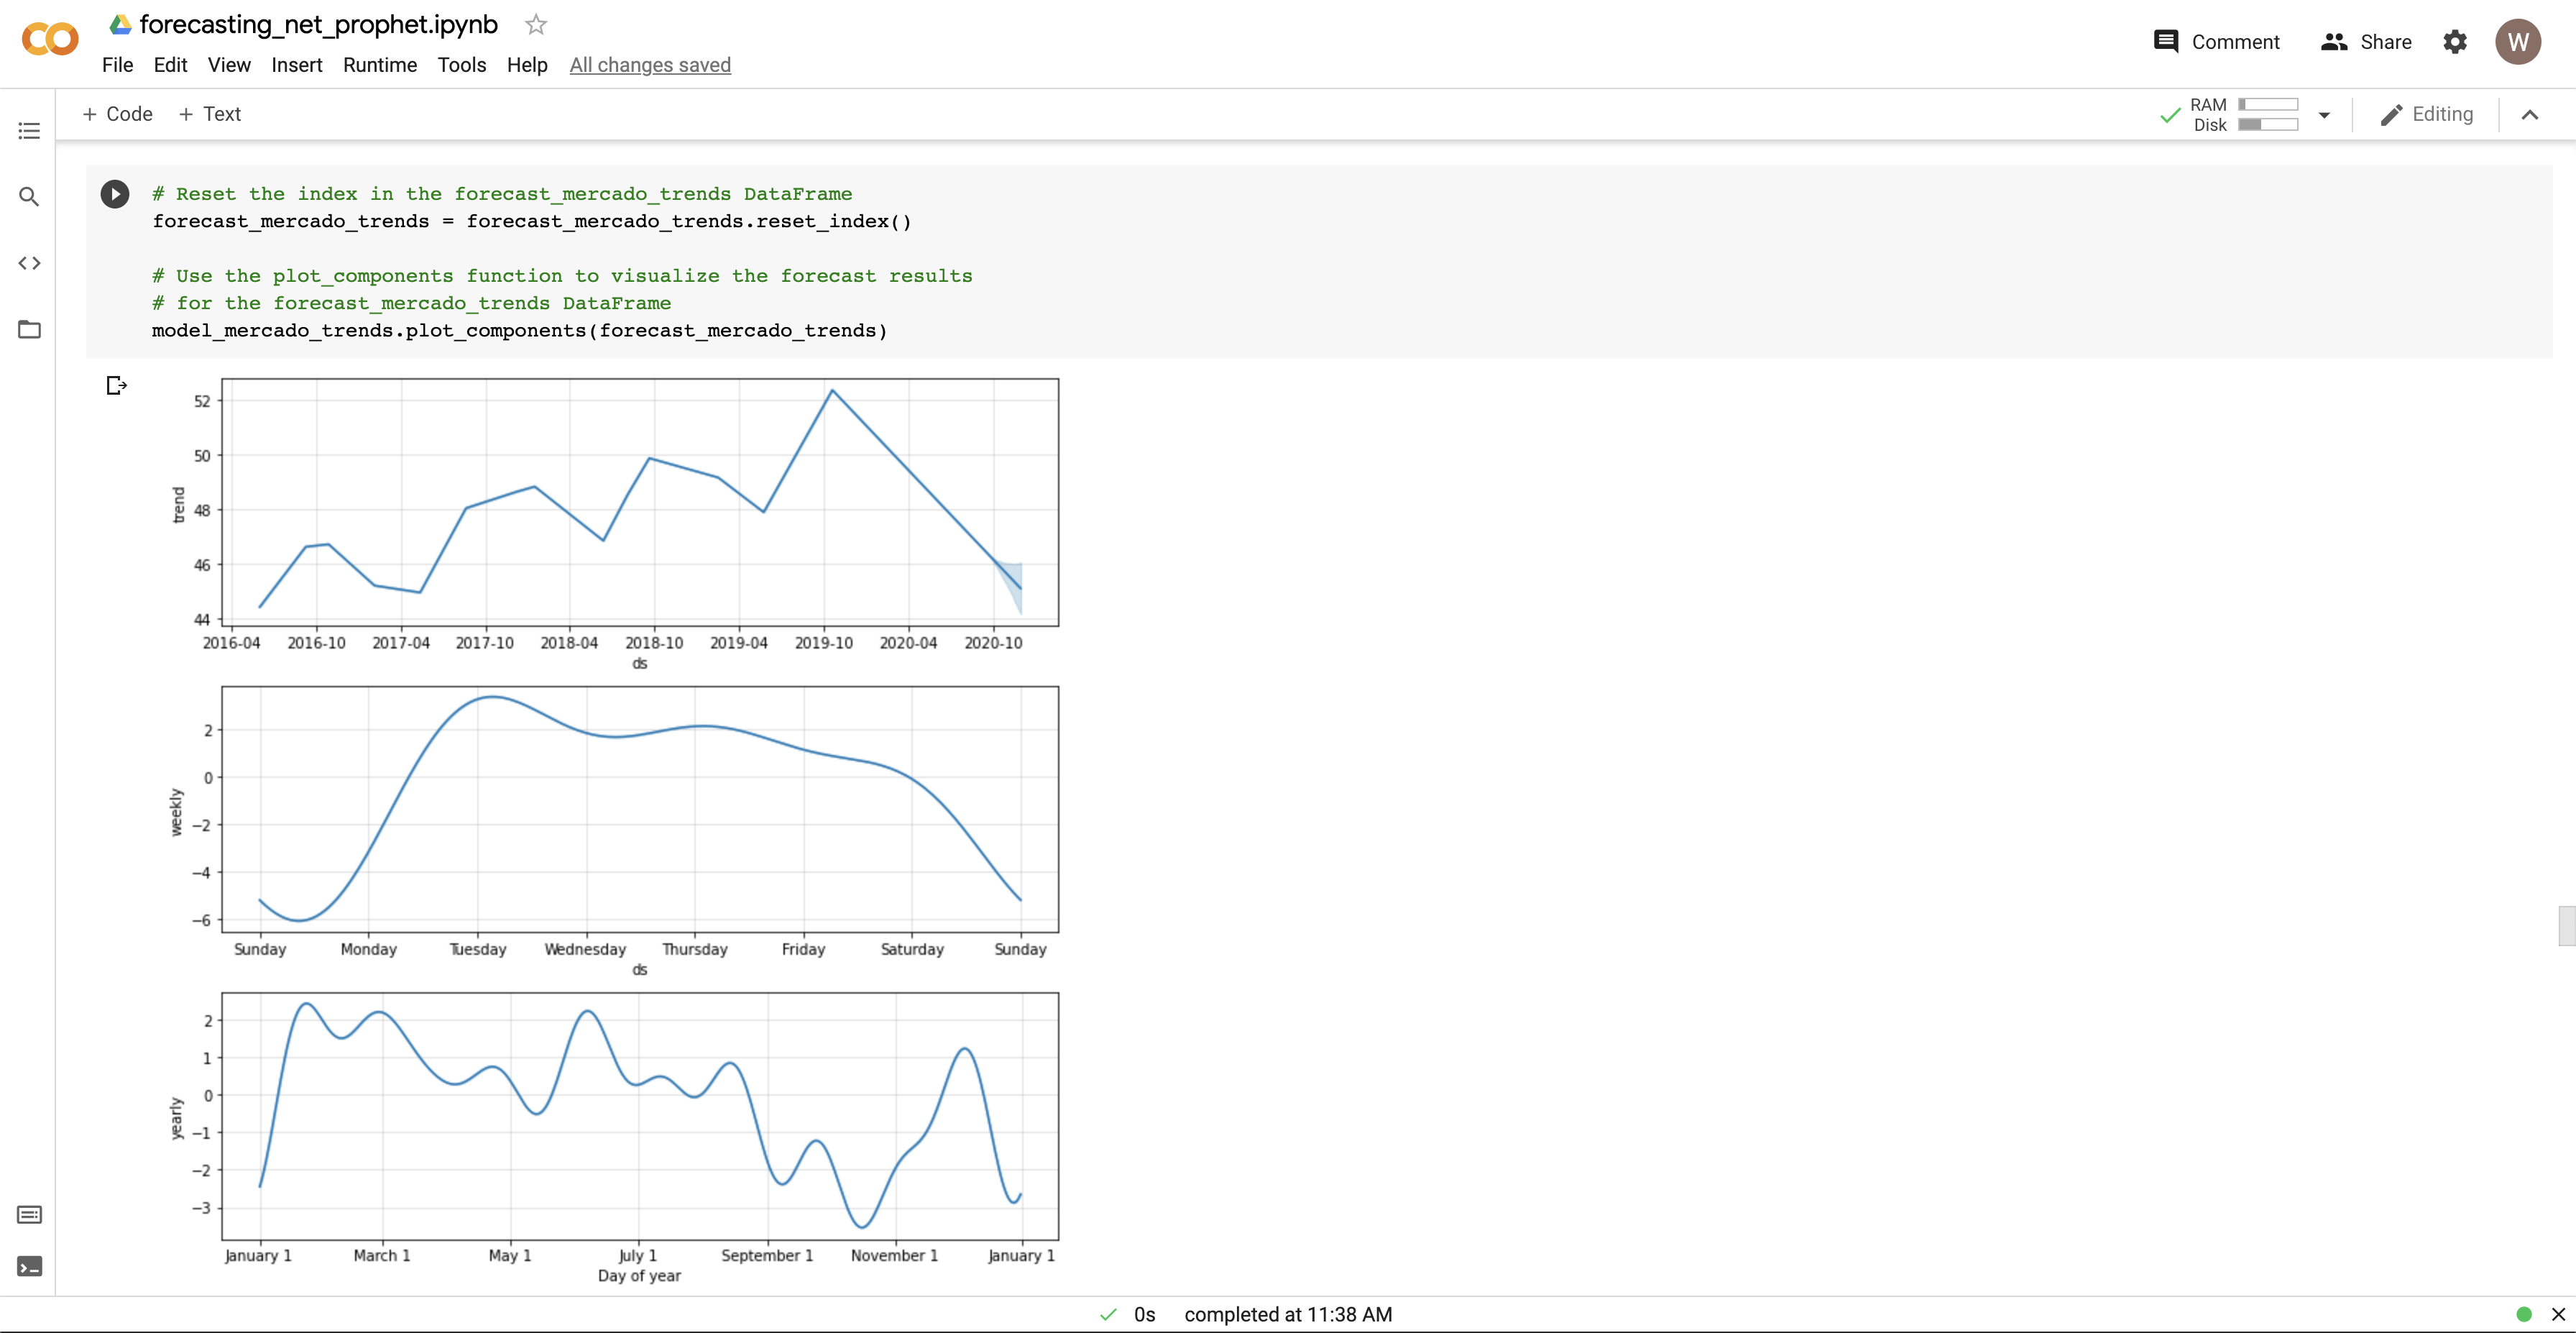 forecasting_net_prophet.ipynb
File Edit View Insert Runtime Tools Help All changes saved
Comment Share W
+ Code + Text
RAM
Disk
Editing
# Reset the index in the forecast_mercado_trends DataFrame
forecast_mercado_trends = forecast_mercado_trends.reset_index()
# Use the plot_components function to visualize the forecast results
# for the forecast_mercado_trends DataFrame
model_mercado_trends.plot_components(forecast_mercado_trends)
52
50
48
46
44
trend
2016-04 2016-10 2017-04 2017-10 2018-04 2018-10 2019-04 2019-10 2020-04 2020-10
ds
2
0
−2
−4
−6
weekly
Sunday Monday Tuesday Wednesday Thursday Friday Saturday Sunday
ds
2
1
0
−1
−2
−3
yearly
January 1 March 1 May 1 July 1 September 1 November 1 January 1
Day of year
0s completed at 11:38 AM